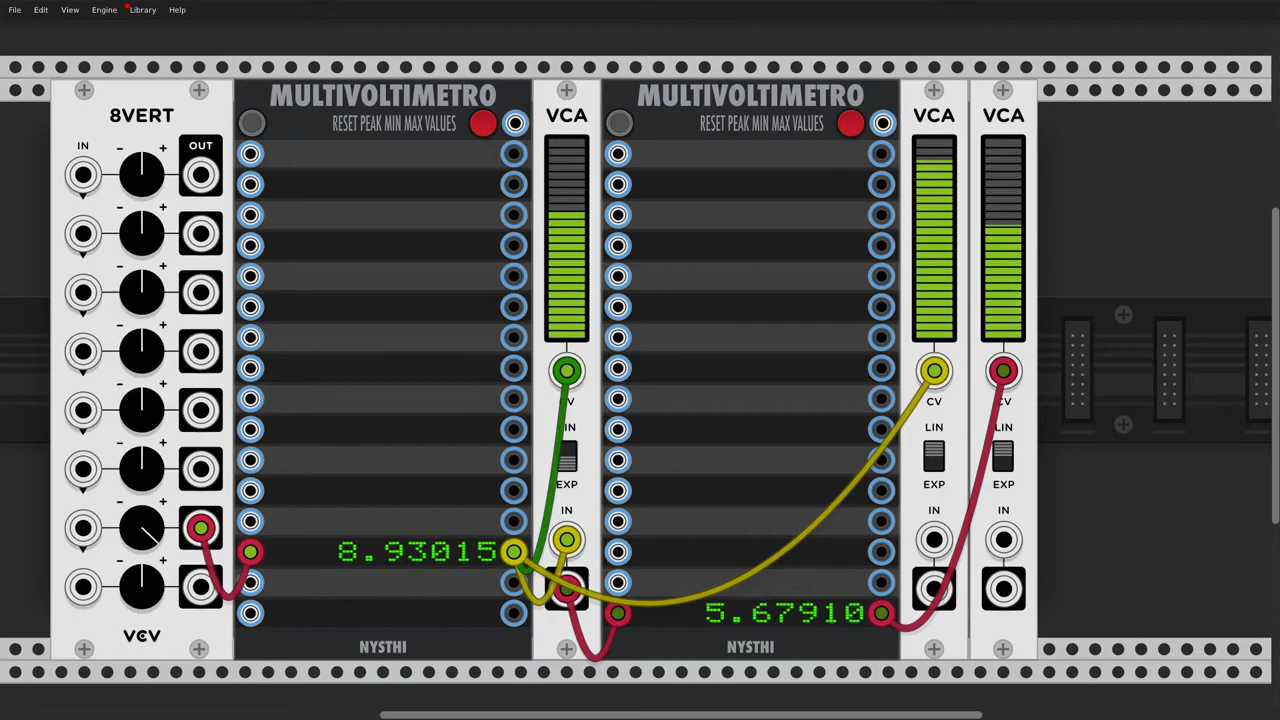 File Edit View Engine Library Help
8VERT
IN - + OUT
- +
- +
- +
- +
- +
- +
- +
VCV
MULTIVOLTIMETRO
RESET PEAK MIN MAX VALUES
8.93015
NYSTHI
VCA
CV
LIN
EXP
IN
MULTIVOLTIMETRO
RESET PEAK MIN MAX VALUES
5.67910
NYSTHI
VCA
CV
LIN
EXP
IN
VCA
CV
LIN
EXP
IN